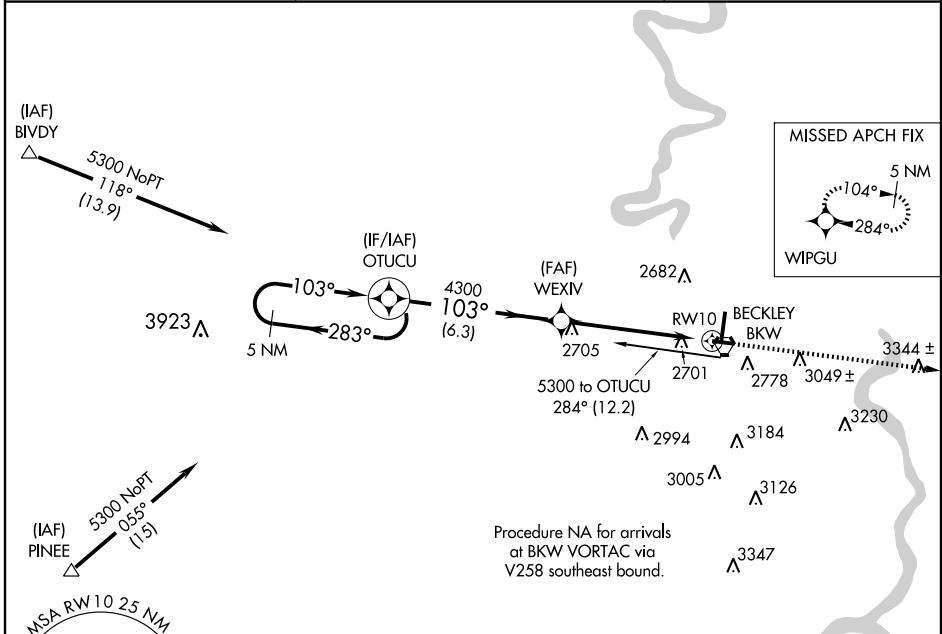 (IAF)
BIVDY
5300 NoPT
118°
(13.9)
MISSED APCH FIX
5 NM
104°
284°
WIPGU
(IF/IAF)
OTUCU
103°
283°
5 NM
4300
103°
(6.3)
(FAF)
WEXIV
2682
3923
2705
RW10
BECKLEY
BKW
2701
2778
3049 ±
3344 ±
5300 to OTUCU
284° (12.2)
3230
2994
3184
3005
3126
3347
(IAF)
PINEE
5300 NoPT
055°
(15)
Procedure NA for arrivals
at BKW VORTAC via
V258 southeast bound.
MSA RW10 25 NM